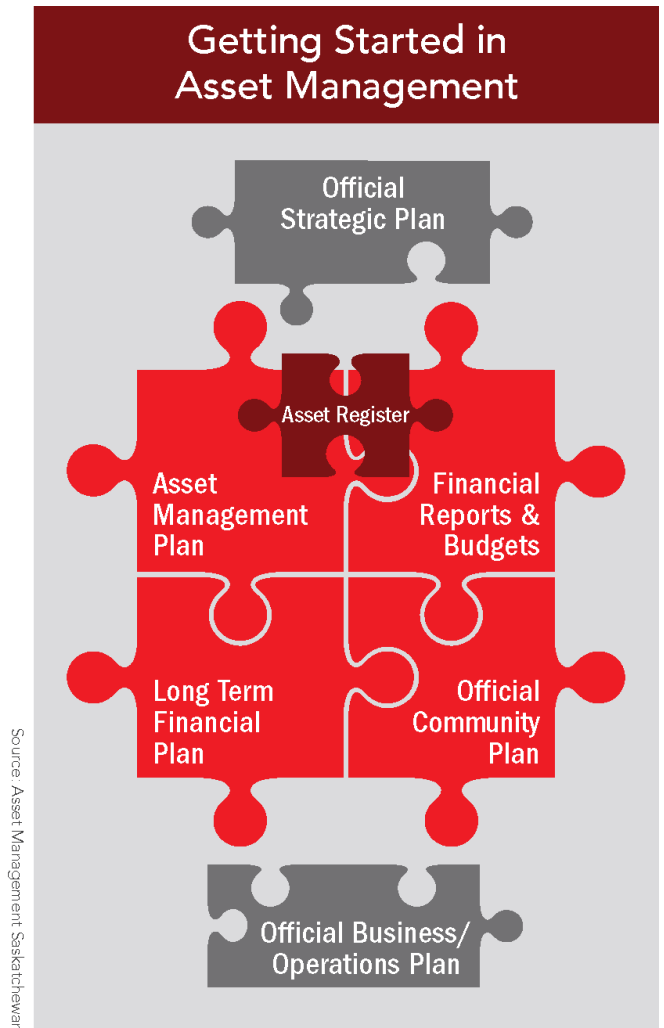 Getting Started in
Asset Management
Official
Strategic Plan
Asset Register
Asset
Management
Plan
Financial
Reports &
Budgets
Long Term
Financial
Plan
Official
Community
Plan
Official Business/
Operations Plan
Source: Asset Management Saskatchewan